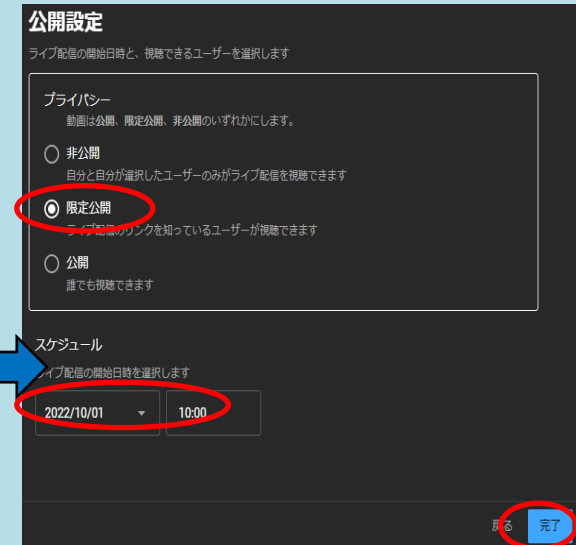 公開設定
ライブ配信の開始日時と、視聴できるユーザーを選択します
プライバシー
動画は公開、限定公開、非公開のいずれかにします。
非公開
自分と自分が選択したユーザーのみがライブ配信を視聴できます
限定公開
ライブ配信のリンクを知っているユーザーが視聴できます
公開
誰でも視聴できます
スケジュール
ライブ配信の開始日時を選択します
2022/10/01 10:00
戻る 完了